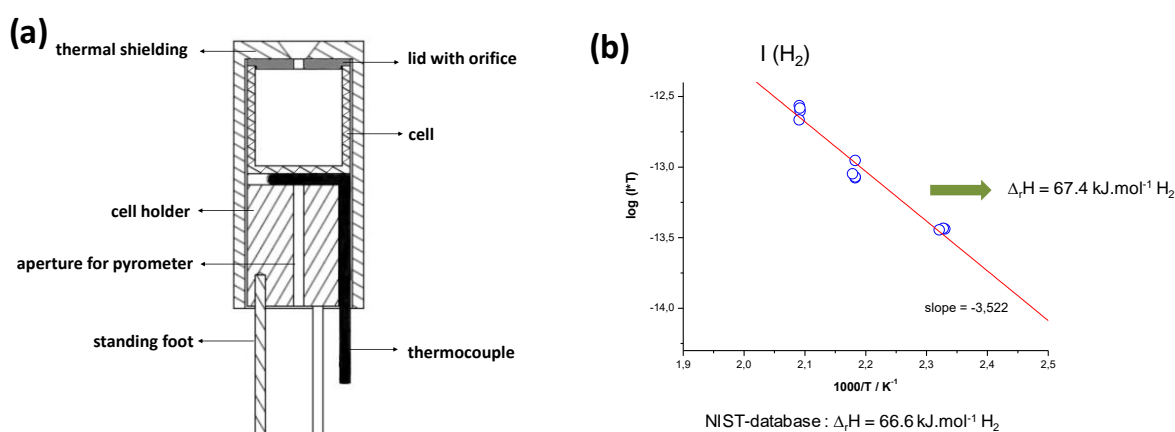 (a)
thermal shielding
lid with orifice
cell
cell holder
aperture for pyrometer
standing foot
thermocouple
(b)
I (H₂)
log (I*T)
-12,5
-13,0
-13,5
-14,0
1,9
2,0
2,1
2,2
2,3
2,4
2,5
1000/T / K⁻¹
slope = -3,522
ΔᵣH = 67.4 kJ.mol⁻¹ H₂
NIST-database : ΔᵣH = 66.6 kJ.mol⁻¹ H₂